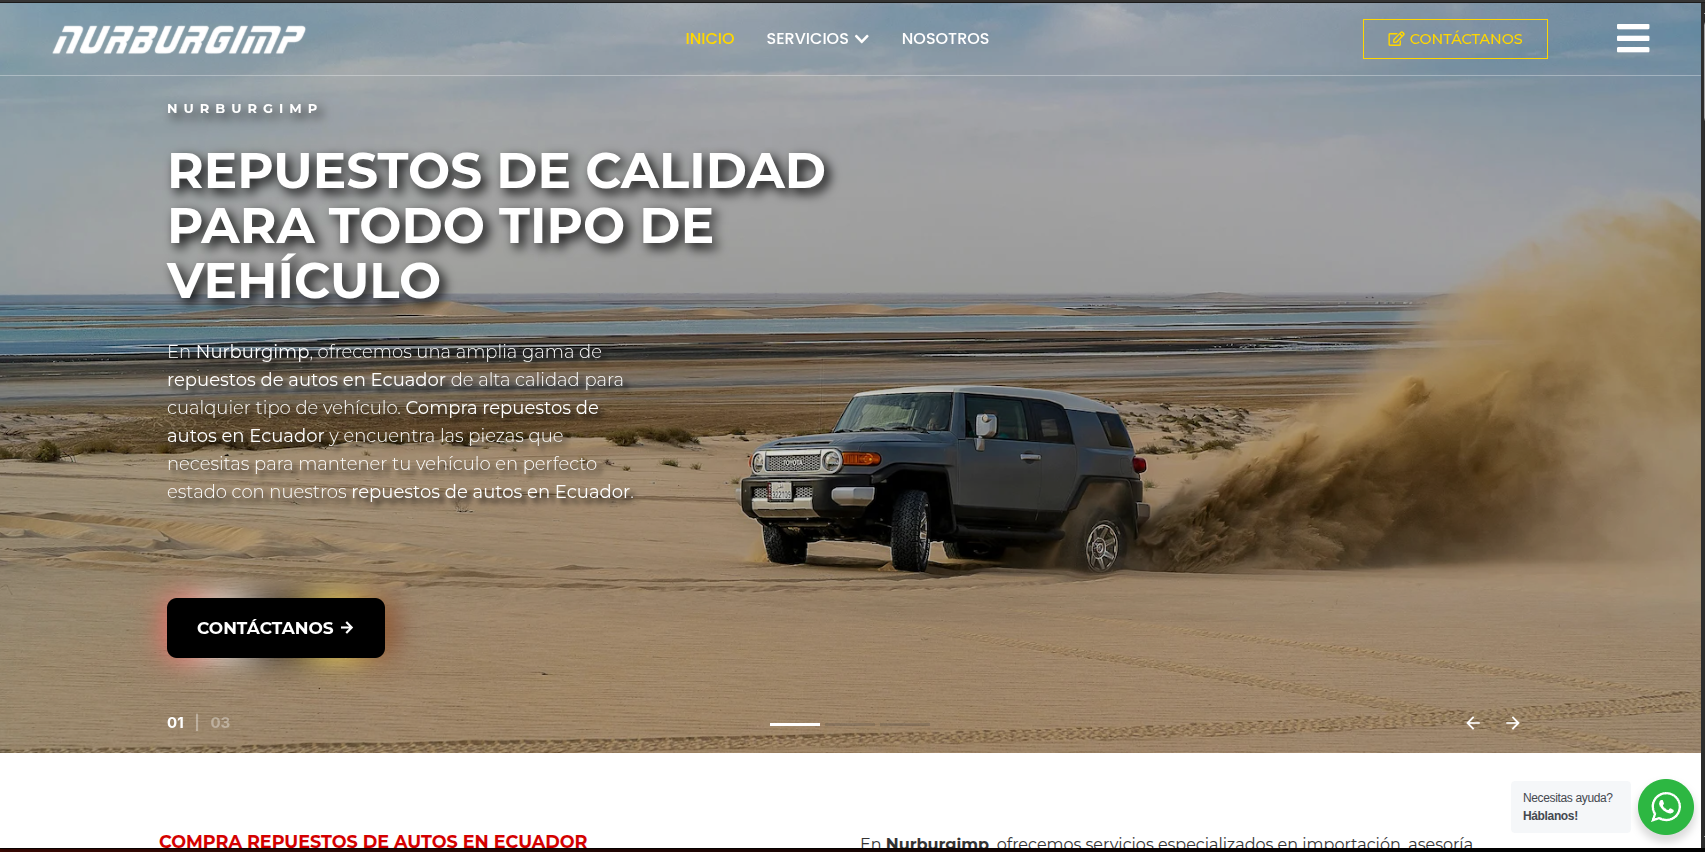 NURBURGIMP
INICIO SERVICIOS NOSOTROS
CONTÁCTANOS
NURBURGIMP
REPUESTOS DE CALIDAD
PARA TODO TIPO DE
VEHÍCULO
En Nurburgimp, ofrecemos una amplia gama de
repuestos de autos en Ecuador de alta calidad para
cualquier tipo de vehículo. Compra repuestos de
autos en Ecuador y encuentra las piezas que
necesitas para mantener tu vehículo en perfecto
estado con nuestros repuestos de autos en Ecuador.
TOYOTA
CONTÁCTANOS →
01 | 03
Necesitas ayuda?
Háblanos!
COMPRA REPUESTOS DE AUTOS EN ECUADOR
En Nurburgimp, ofrecemos servicios especializados en importación, asesoría